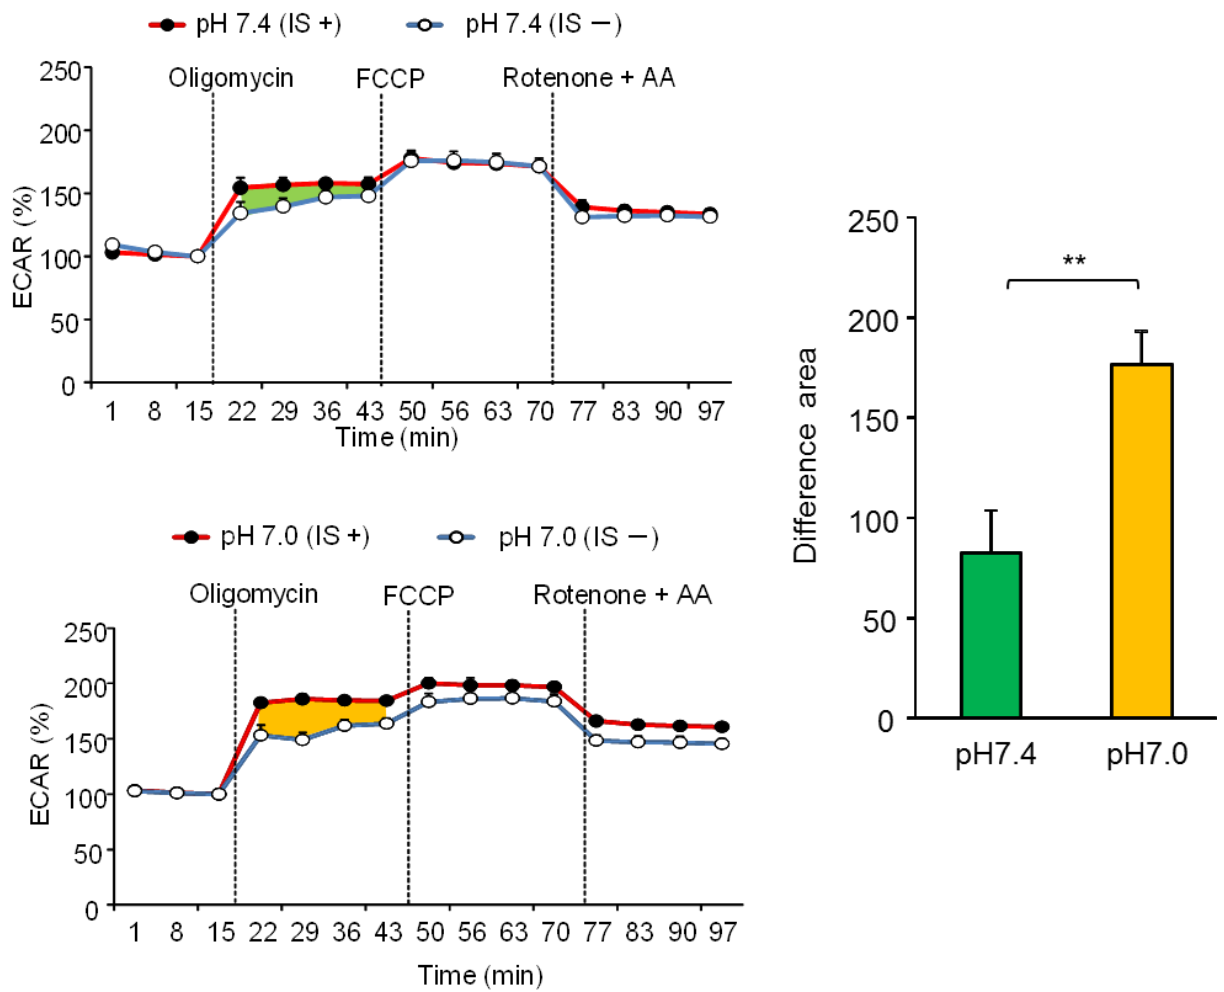 pH 7.4 (IS +) pH 7.4 (IS −)
250
200
150
100
50
0
ECAR (%)
Oligomycin FCCP Rotenone + AA
1 8 15 22 29 36 43 50 56 63 70 77 83 90 97
Time (min)
pH 7.0 (IS +) pH 7.0 (IS −)
250
200
150
100
50
0
ECAR (%)
Oligomycin FCCP Rotenone + AA
1 8 15 22 29 36 43 50 56 63 70 77 83 90 97
Time (min)
250
200
150
100
50
0
Difference area
**
pH7.4 pH7.0